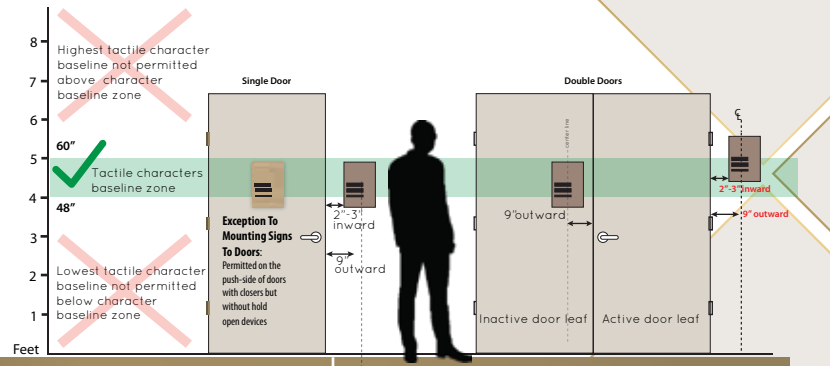 8
7
6
5
4
3
2
1
Feet
Highest tactile character
baseline not permitted
above character
baseline zone
60”
Tactile characters
baseline zone
48”
Lowest tactile character
baseline not permitted
below character
baseline zone
Single Door
Exception To
Mounting Signs
To Doors:
Permitted on the
push-side of doors
with closers but
without hold
open devices
2”-3”
inward
9”
outward
Double Doors
center line
9”outward
Inactive door leaf
Active door leaf
℄
2”-3”inward
9” outward